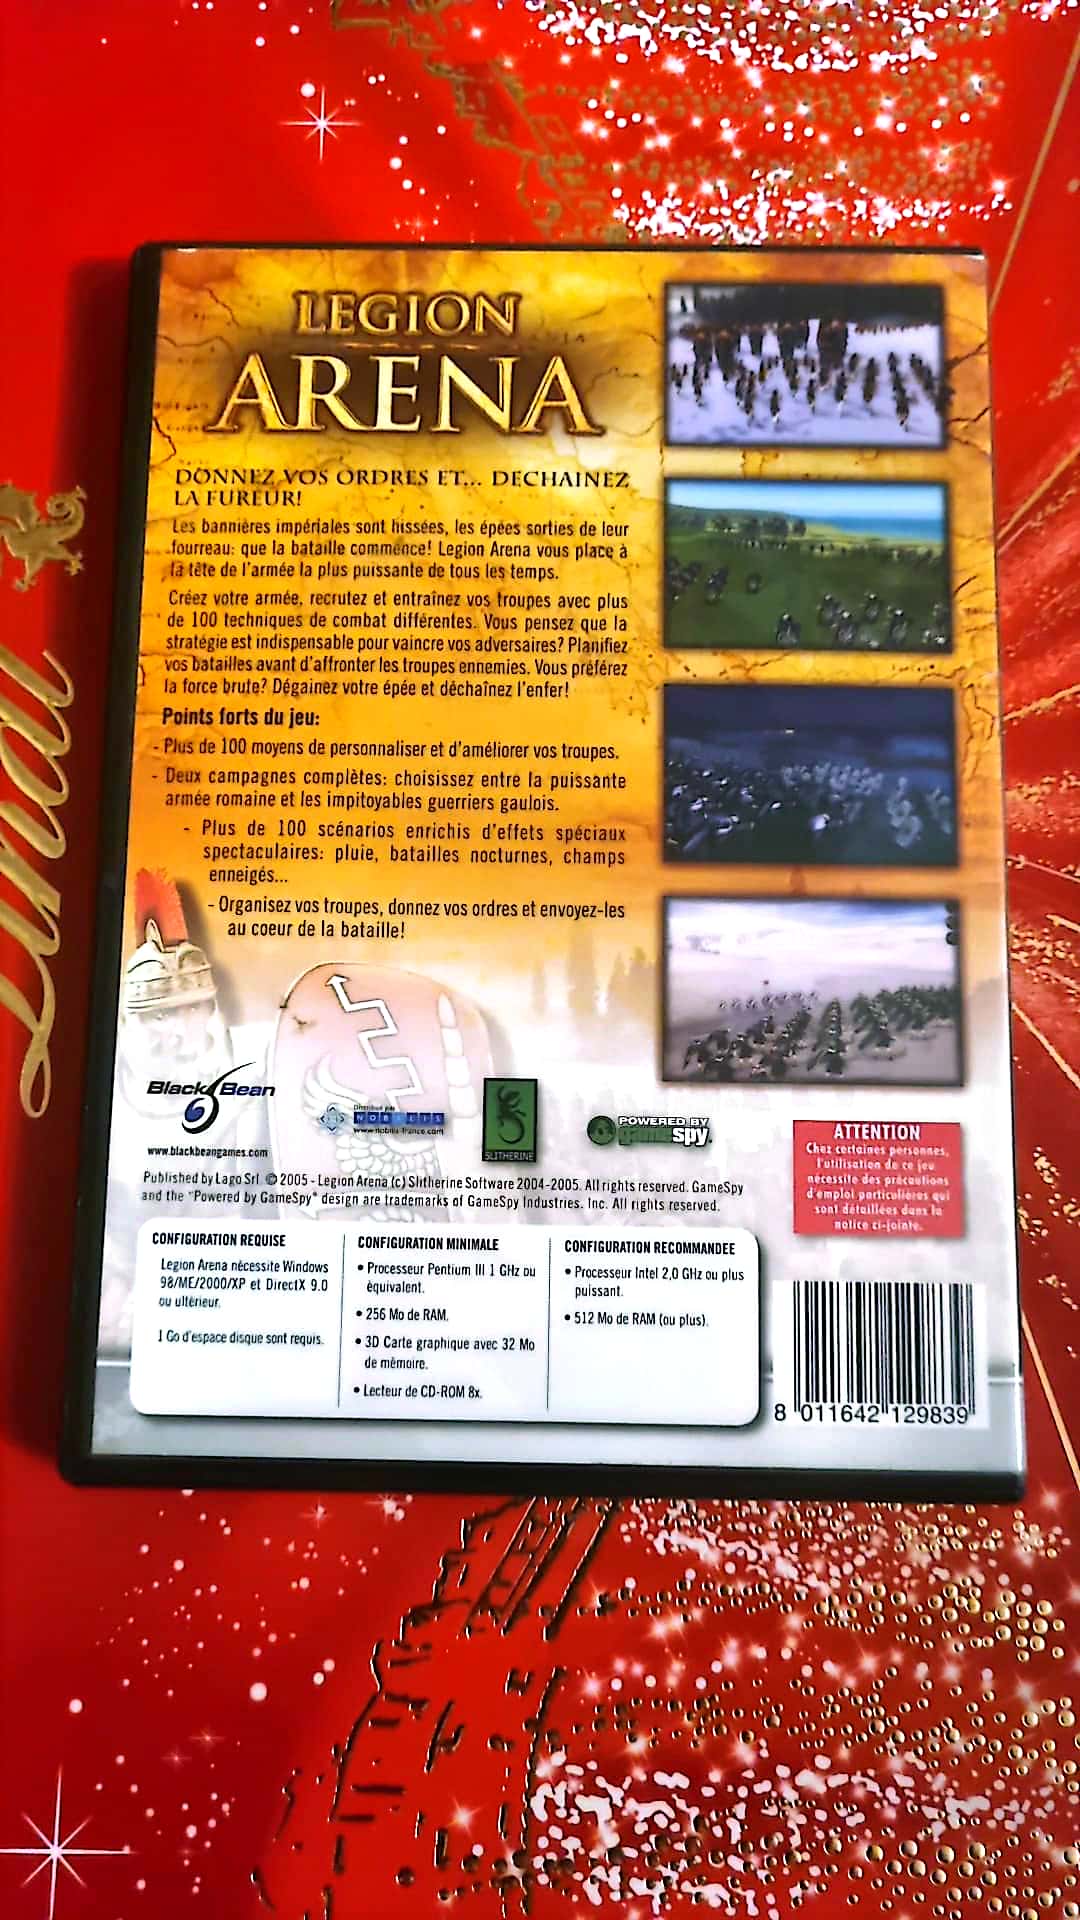 LEGION
ARENA
DONNEZ VOS ORDRES ET... DECHAINEZ
LA FUREUR!
Les bannières impériales sont hissées, les épées sorties de leur
fourreau: que la bataille commence! Legion Arena vous place à
la tête de l'armée la plus puissante de tous les temps.
Créez votre armée, recrutez et entraînez vos troupes avec plus
de 100 techniques de combat différentes. Vous pensez que la
stratégie est indispensable pour vaincre vos adversaires? Planifiez
vos batailles avant d'affronter les troupes ennemies. Vous préférez
la force brute? Dégainez votre épée et déchaînez l'enfer!
Points forts du jeu:
- Plus de 100 moyens de personnaliser et d'améliorer vos troupes.
- Deux campagnes complètes: choisissez entre la puissante
armée romaine et les impitoyables guerriers gaulois.
- Plus de 100 scénarios enrichis d'effets spéciaux
spectaculaires: pluie, batailles nocturnes, champs
enneigés...
- Organisez vos troupes, donnez vos ordres et envoyez-les
au coeur de la bataille!
Lindt
Black Bean
www.blackbeangames.com
Distribué par
NOBILIS
www.nobilis-france.com
SLITHERINE
POWERED BY
gamespy.
Published by Lago Srl. © 2005 - Legion Arena (c) Slitherine Software 2004-2005. All rights reserved. GameSpy
and the "Powered by GameSpy" design are trademarks of GameSpy Industries. Inc. All rights reserved.
ATTENTION
Chez certaines personnes,
l'utilisation de ce jeu
nécessite des précautions
d'emploi particulières qui
sont détaillées dans la
notice ci-jointe.
CONFIGURATION REQUISE
Legion Arena nécessite Windows
98/ME/2000/XP et DirectX 9.0
ou ultérieur.
1 Go d'espace disque sont requis.
CONFIGURATION MINIMALE
• Processeur Pentium III 1 GHz ou
équivalent.
• 256 Mo de RAM.
• 3D Carte graphique avec 32 Mo
de mémoire.
• Lecteur de CD-ROM 8x.
CONFIGURATION RECOMMANDEE
• Processeur Intel 2,0 GHz ou plus
puissant.
• 512 Mo de RAM (ou plus).
8 011642 129839